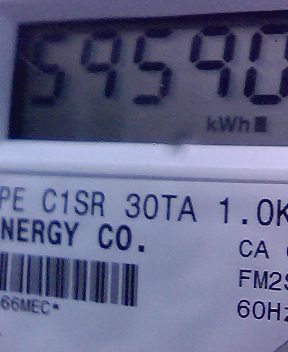 59590
kWh
PE C1SR 30TA 1.0K
NERGY CO.
CA
FM2S
66MEC*
60Hz